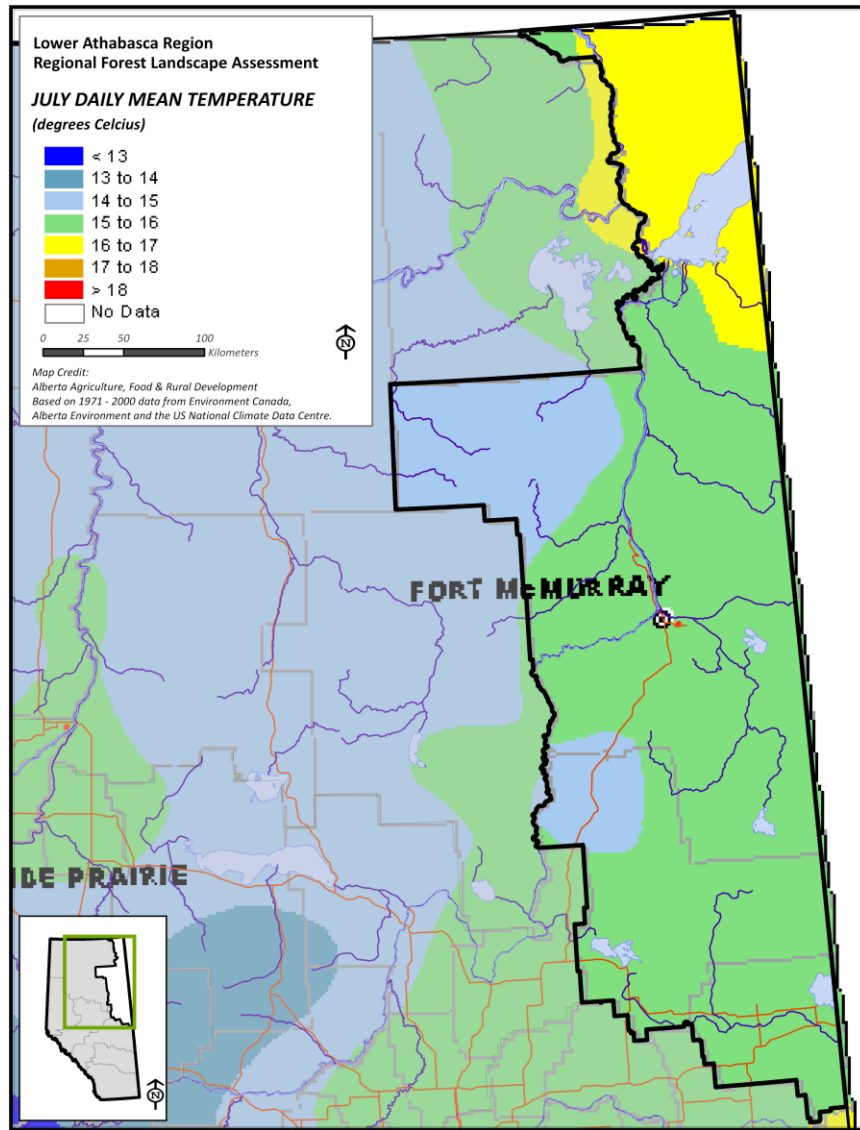 Lower Athabasca Region
Regional Forest Landscape Assessment
JULY DAILY MEAN TEMPERATURE
(degrees Celcius)
< 13
13 to 14
14 to 15
15 to 16
16 to 17
17 to 18
> 18
No Data
0 25 50 100
Kilometers
N
Map Credit:
Alberta Agriculture, Food & Rural Development
Based on 1971 - 2000 data from Environment Canada,
Alberta Environment and the US National Climate Data Centre.
FORT McMURRAY
IDE PRAIRIE
N